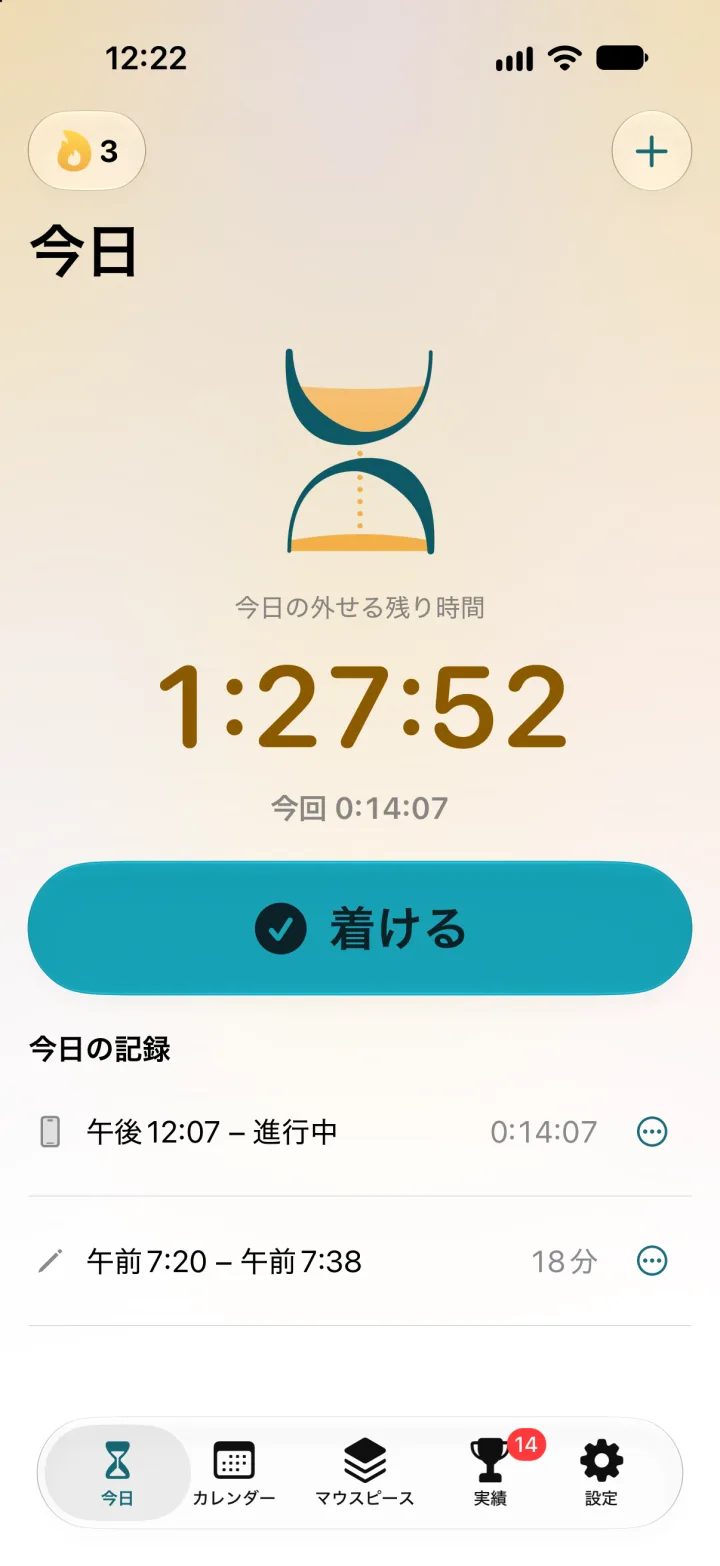 12:22
3
今日
今日の外せる残り時間
1:27:52
今回 0:14:07
着ける
今日の記録
午後12:07 – 進行中 0:14:07
午前7:20 – 午前7:38 18分
14
今日 カレンダー マウスピース 実績 設定